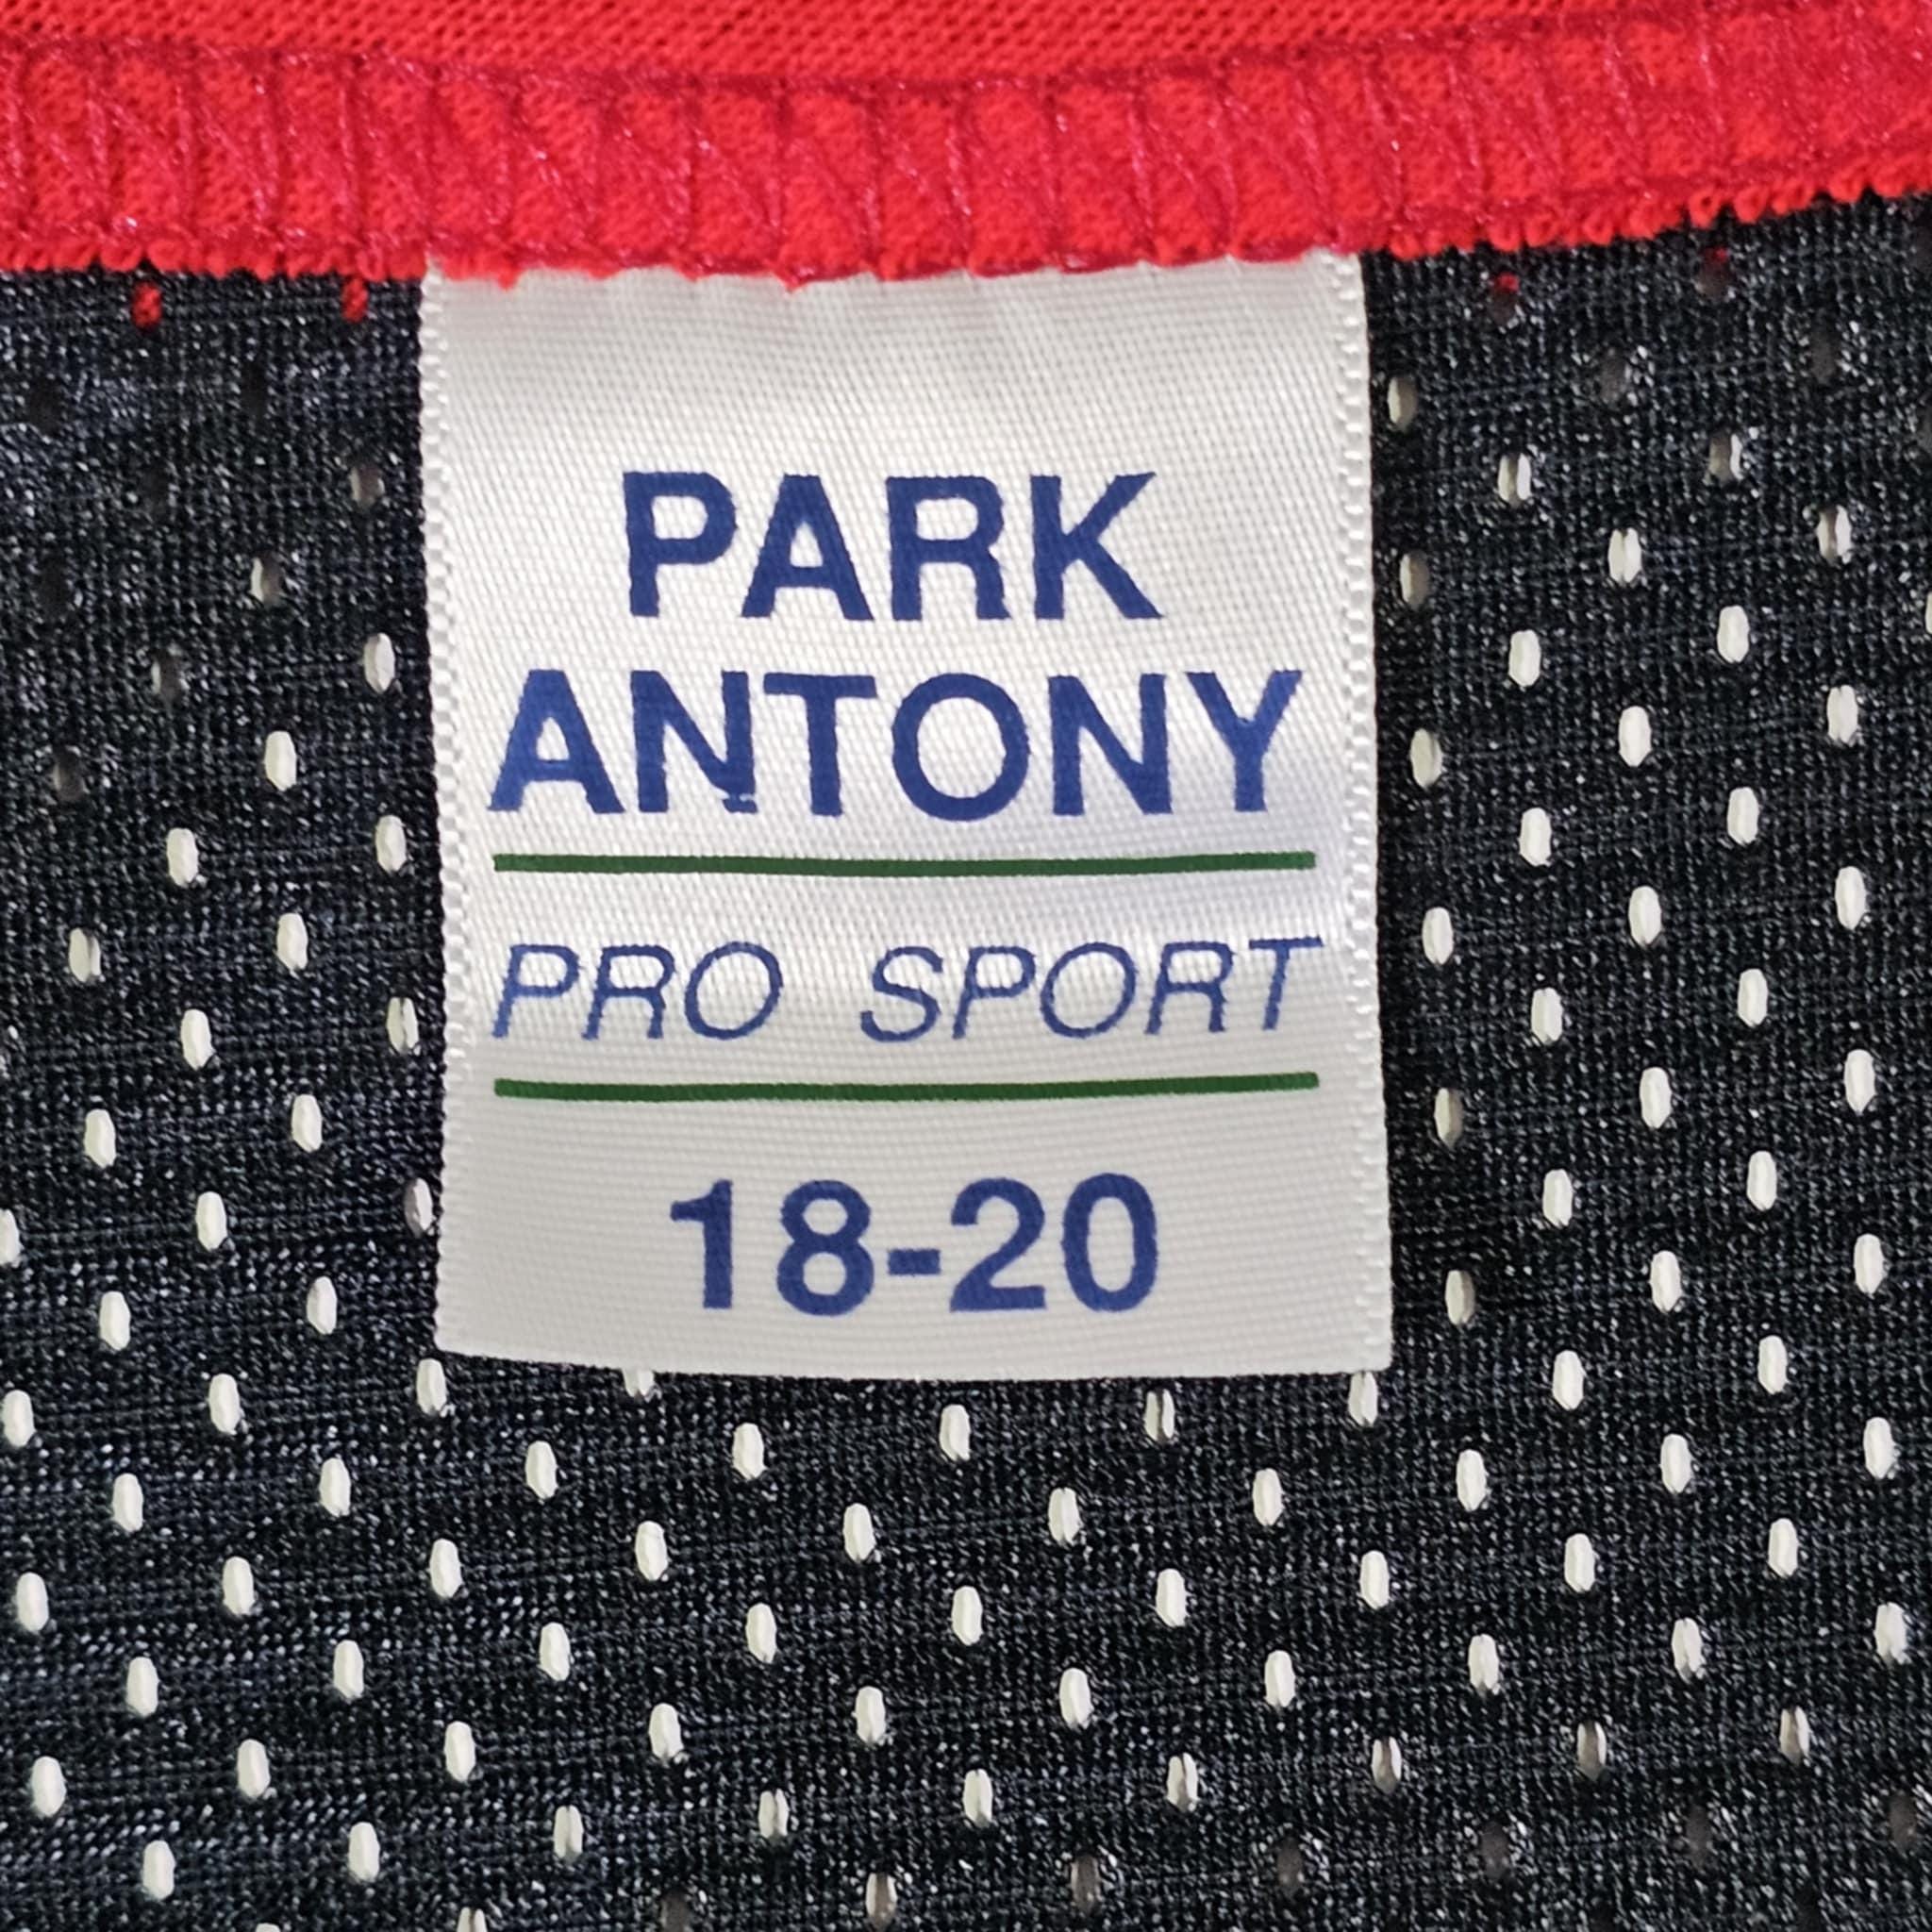 PARK
ANTONY
PRO SPORT
18-20